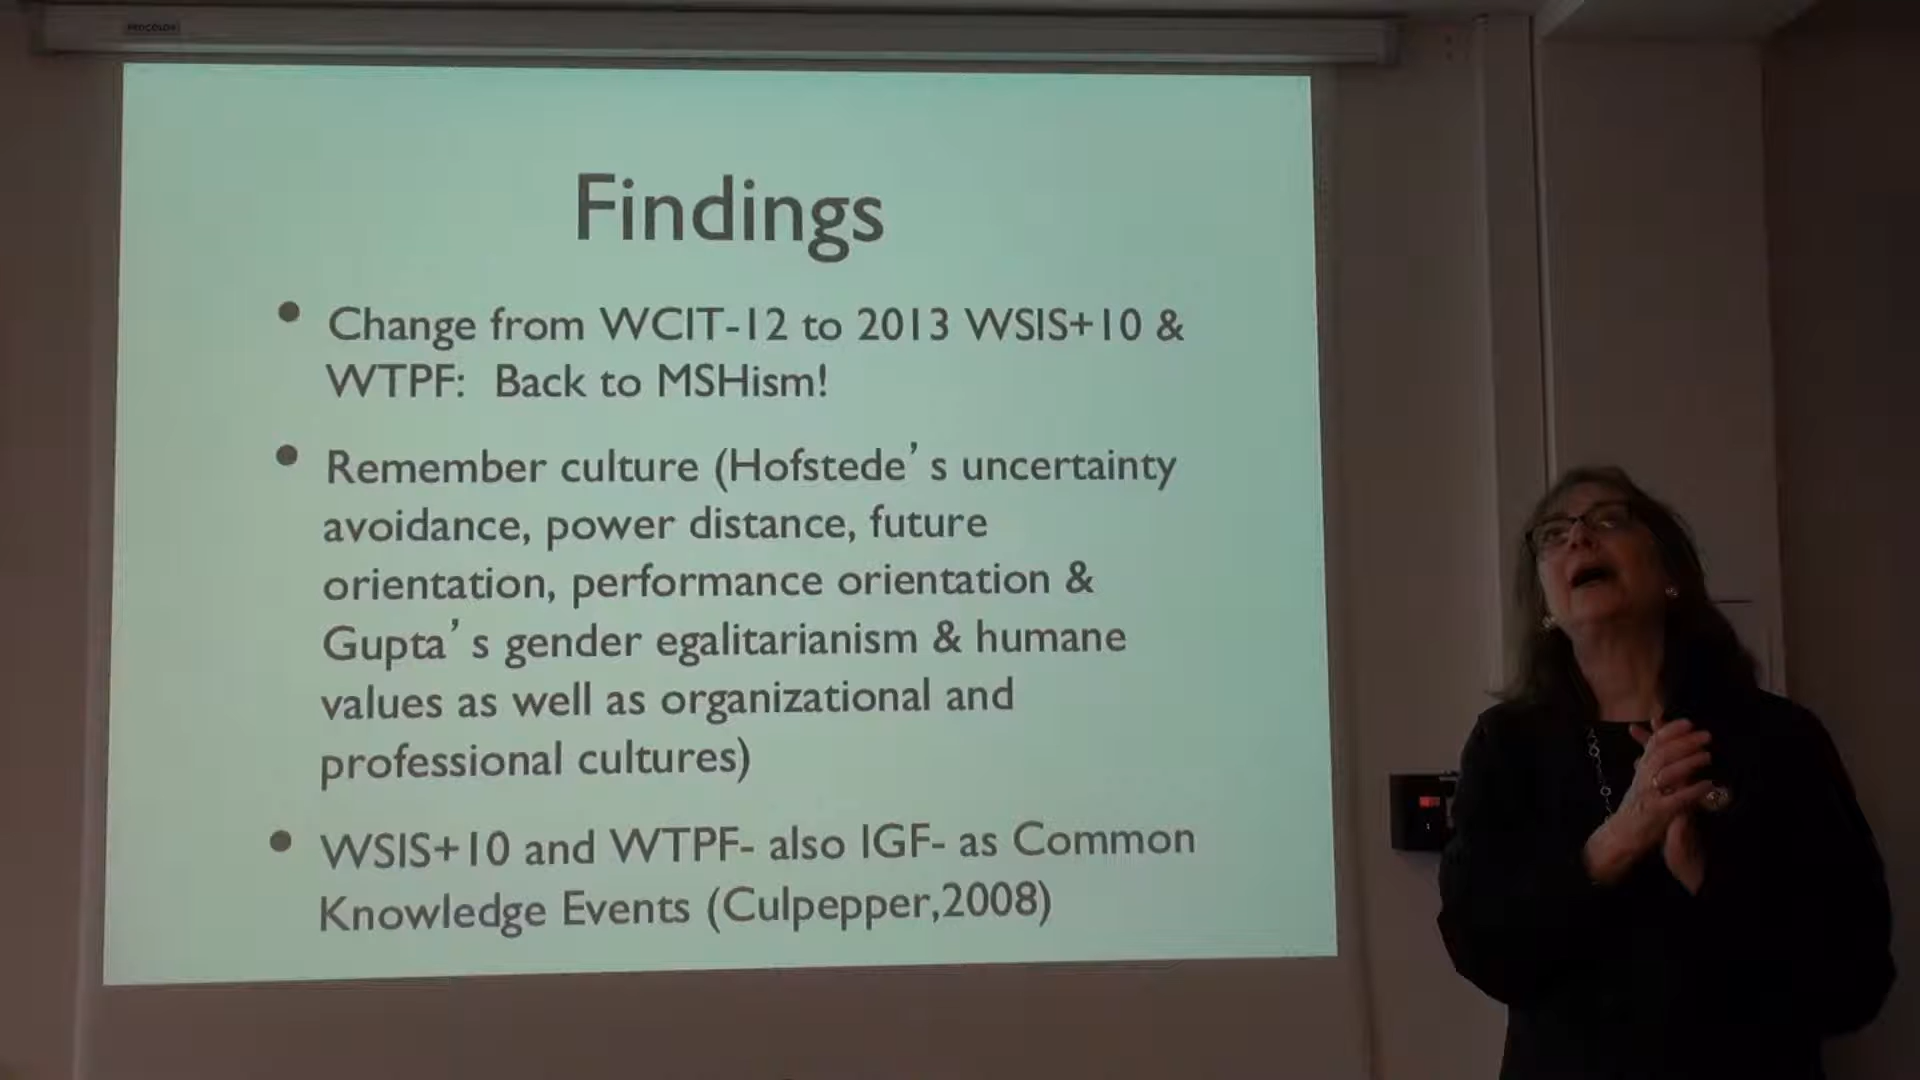 Findings
• Change from WCIT-12 to 2013 WSIS+10 &
WTPF: Back to MSHism!
• Remember culture (Hofstede's uncertainty
avoidance, power distance, future
orientation, performance orientation &
Gupta's gender egalitarianism & humane
values as well as organizational and
professional cultures)
• WSIS+10 and WTPF- also IGF- as Common
Knowledge Events (Culpepper,2008)